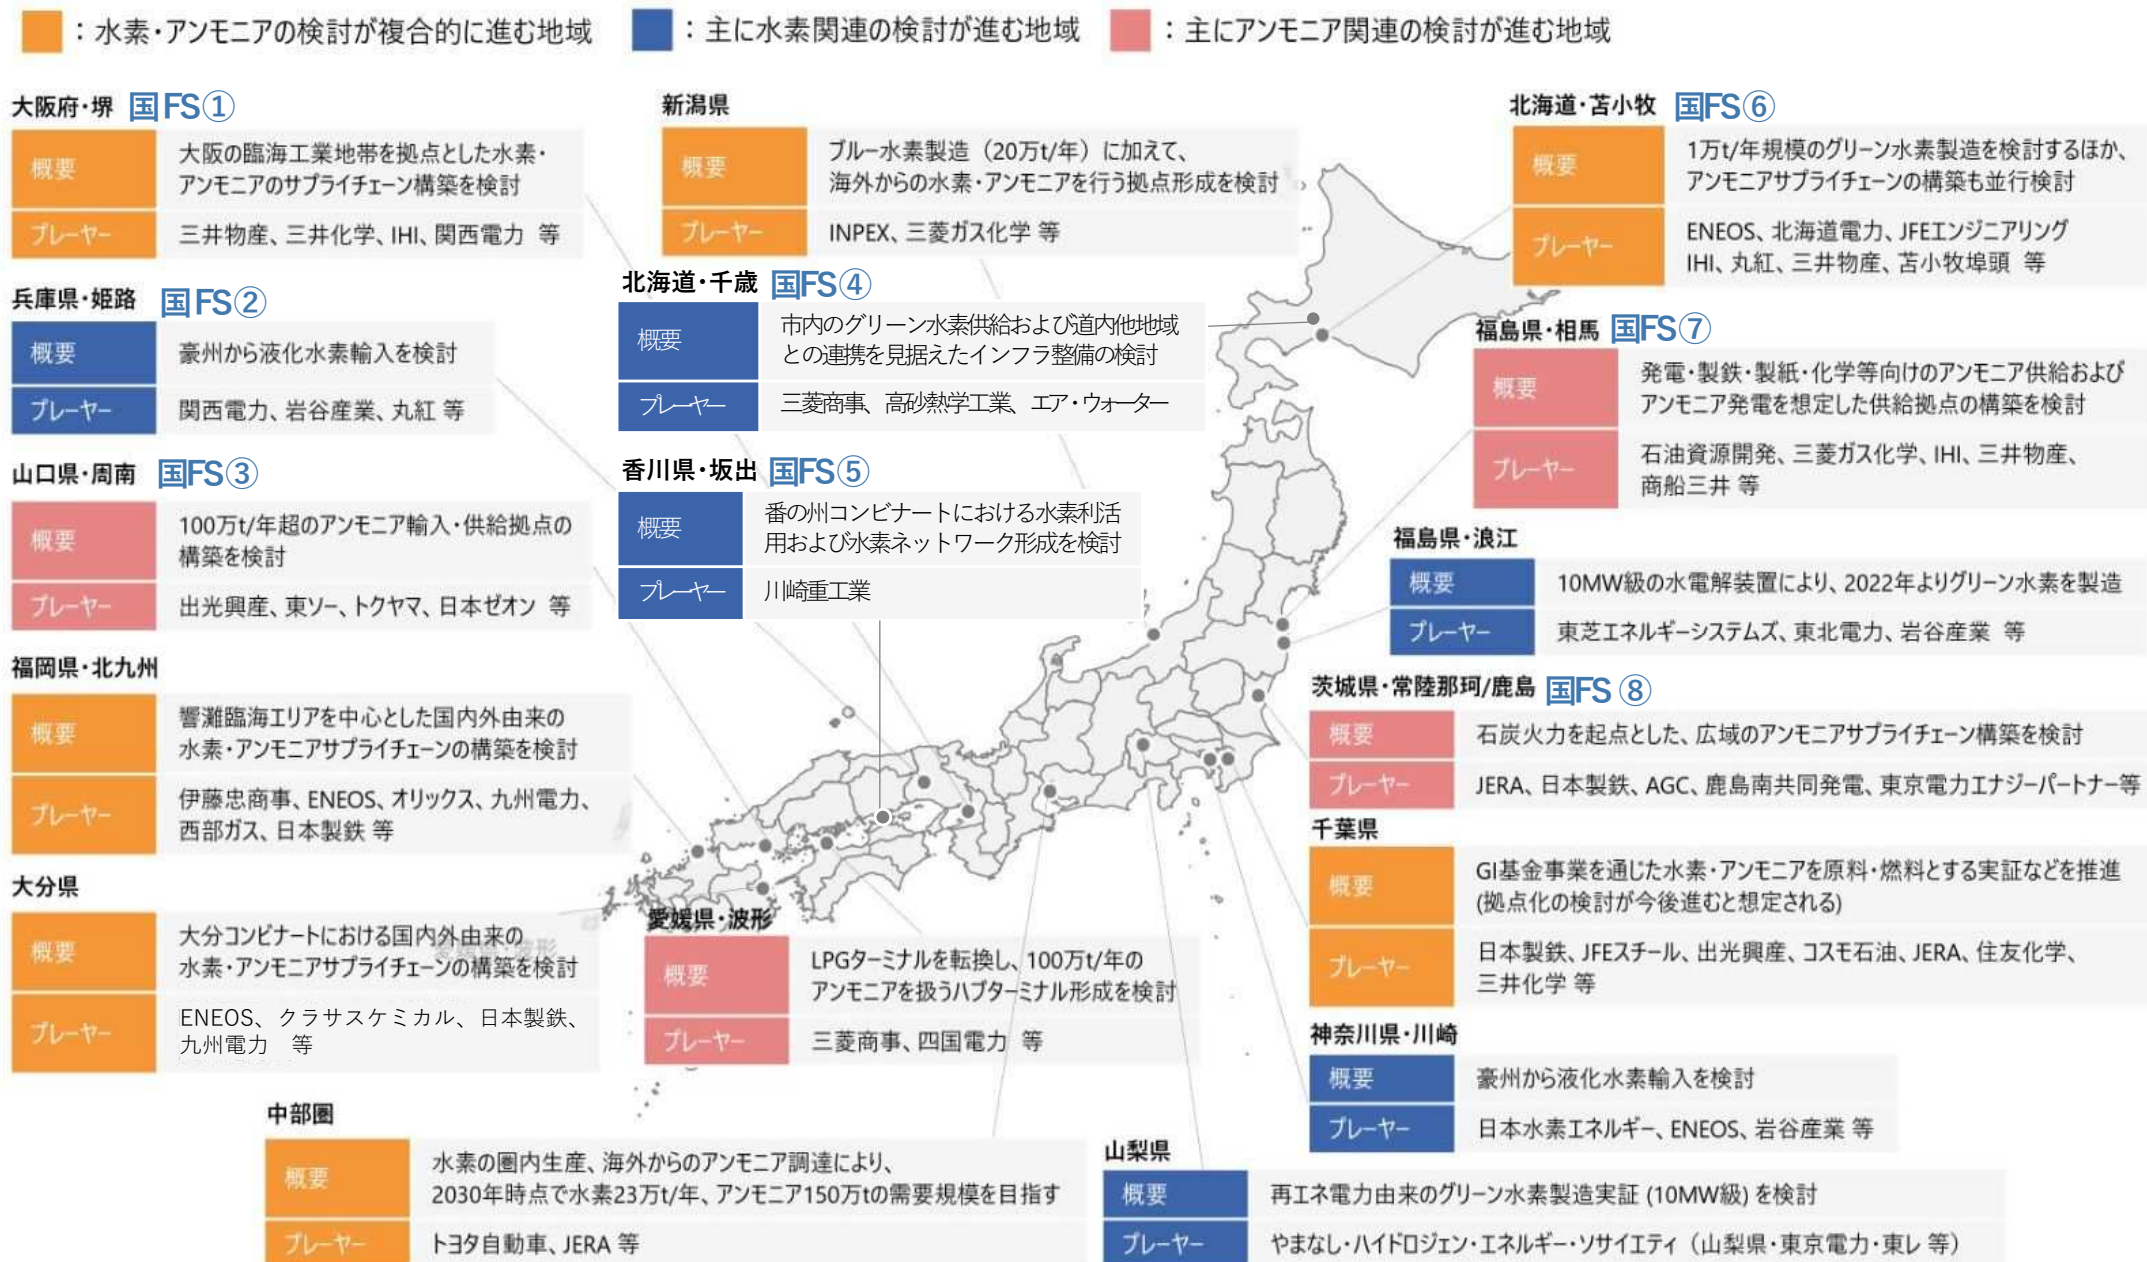 ：水素・アンモニアの検討が複合的に進む地域
：主に水素関連の検討が進む地域
：主にアンモニア関連の検討が進む地域
大阪府・堺 国FS①
概要
大阪の臨海工業地帯を拠点とした水素・
アンモニアのサプライチェーン構築を検討
プレーヤー
三井物産、三井化学、IHI、関西電力 等
兵庫県・姫路 国FS②
概要
豪州から液化水素輸入を検討
プレーヤー
関西電力、岩谷産業、丸紅 等
山口県・周南 国FS③
概要
100万t/年超のアンモニア輸入・供給拠点の
構築を検討
プレーヤー
出光興産、東ソー、トクヤマ、日本ゼオン 等
福岡県・北九州
概要
響灘臨海エリアを中心とした国内外由来の
水素・アンモニアサプライチェーンの構築を検討
プレーヤー
伊藤忠商事、ENEOS、オリックス、九州電力、
西部ガス、日本製鉄 等
大分県
概要
大分コンビナートにおける国内外由来の
水素・アンモニアサプライチェーンの構築を検討
プレーヤー
ENEOS、クラサスケミカル、日本製鉄、
九州電力 等
新潟県
概要
ブルー水素製造（20万t/年）に加えて、
海外からの水素・アンモニアを行う拠点形成を検討
プレーヤー
INPEX、三菱ガス化学 等
北海道・千歳 国FS④
概要
市内のグリーン水素供給および道内他地域
との連携を見据えたインフラ整備の検討
プレーヤー
三菱商事、高砂熱学工業、エア・ウォーター
香川県・坂出 国FS⑤
概要
番の州コンビナートにおける水素利活
用および水素ネットワーク形成を検討
プレーヤー
川崎重工業
愛媛県・波形
概要
LPGターミナルを転換し、100万t/年の
アンモニアを扱うハブターミナル形成を検討
プレーヤー
三菱商事、四国電力 等
中部圏
概要
水素の圏内生産、海外からのアンモニア調達により、
2030年時点で水素23万t/年、アンモニア150万tの需要規模を目指す
プレーヤー
トヨタ自動車、JERA 等
北海道・苫小牧 国FS⑥
概要
1万t/年規模のグリーン水素製造を検討するほか、
アンモニアサプライチェーンの構築も並行検討
プレーヤー
ENEOS、北海道電力、JFEエンジニアリング
IHI、丸紅、三井物産、苫小牧埠頭 等
福島県・相馬 国FS⑦
概要
発電・製鉄・製紙・化学等向けのアンモニア供給および
アンモニア発電を想定した供給拠点の構築を検討
プレーヤー
石油資源開発、三菱ガス化学、IHI、三井物産、
商船三井 等
福島県・浪江
概要
10MW級の水電解装置により、2022年よりグリーン水素を製造
プレーヤー
東芝エネルギーシステムズ、東北電力、岩谷産業 等
茨城県・常陸那珂/鹿島 国FS⑧
概要
石炭火力を起点とした、広域のアンモニアサプライチェーン構築を検討
プレーヤー
JERA、日本製鉄、AGC、鹿島南共同発電、東京電力エナジーパートナー等
千葉県
概要
GI基金事業を通じた水素・アンモニアを原料・燃料とする実証などを推進
(拠点化の検討が今後進むと想定される)
プレーヤー
日本製鉄、JFEスチール、出光興産、コスモ石油、JERA、住友化学、
三井化学 等
神奈川県・川崎
概要
豪州から液化水素輸入を検討
プレーヤー
日本水素エネルギー、ENEOS、岩谷産業 等
山梨県
概要
再エネ電力由来のグリーン水素製造実証 (10MW級) を検討
プレーヤー
やまなし・ハイドロジェン・エネルギー・ソサイエティ（山梨県・東京電力・東レ 等）